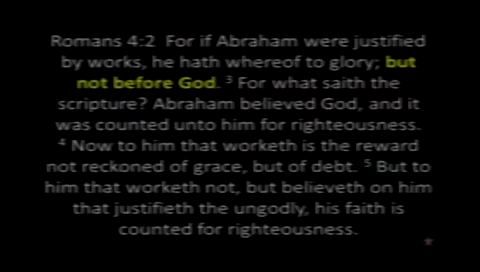 Romans 4:2 For if Abraham were justified
by works, he hath whereof to glory; but
not before God. ³ For what saith the
scripture? Abraham believed God, and it
was counted unto him for righteousness.
⁴ Now to him that worketh is the reward
not reckoned of grace, but of debt. ⁵ But to
him that worketh not, but believeth on him
that justifieth the ungodly, his faith is
counted for righteousness.